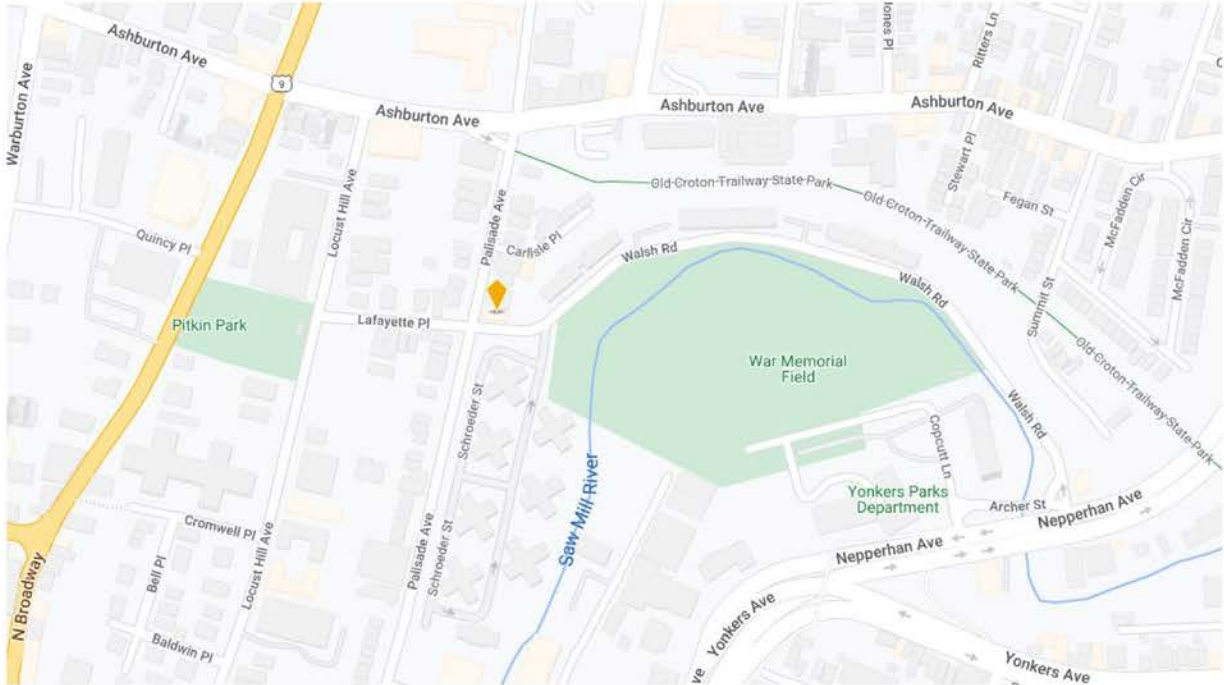 Ashburton Ave
9
Ashburton Ave
Ashburton Ave
Ashburton Ave
Jones Pl
Ritters Ln
Warburton Ave
Locust Hill Ave
Palisade Ave
Carlisle Pl
Old-Croton-Trailway-State Park
Old-Croton-Trailway-State-Park
Old-Croton-Trailway-State-Park
Stewart Pl
Fegan St
McFadden Cir
McFadden Cir
Summit St
Quincy Pl
Walsh Rd
Walsh Rd
Walsh Rd
Pitkin Park
Lafayette Pl
War Memorial
Field
Schroeder St
Schroeder St
Saw Mill River
Copcutt Ln
Yonkers Parks
Department
Archer St
Nepperhan Ave
Nepperhan Ave
Cromwell Pl
Bell Pl
Baldwin Pl
Locust Hill Ave
Palisade Ave
N Broadway
Yonkers Ave
Yonkers Ave